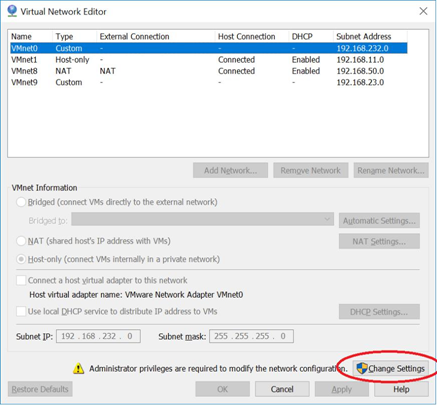 Virtual Network Editor
Name Type External Connection Host Connection DHCP Subnet Address
VMnet0 Custom - - - 192.168.232.0
VMnet1 Host-only - Connected Enabled 192.168.11.0
VMnet8 NAT NAT Connected Enabled 192.168.50.0
VMnet9 Custom - - - 192.168.23.0
Add Network... Remove Network Rename Network...
VMnet Information
Bridged (connect VMs directly to the external network)
Bridged to: Automatic Settings...
NAT (shared host's IP address with VMs) NAT Settings...
Host-only (connect VMs internally in a private network)
Connect a host virtual adapter to this network
Host virtual adapter name: VMware Network Adapter VMnet0
Use local DHCP service to distribute IP address to VMs DHCP Settings...
Subnet IP: 192 . 168 . 232 . 0 Subnet mask: 255 . 255 . 255 . 0
Administrator privileges are required to modify the network configuration. Change Settings
Restore Defaults OK Cancel Apply Help